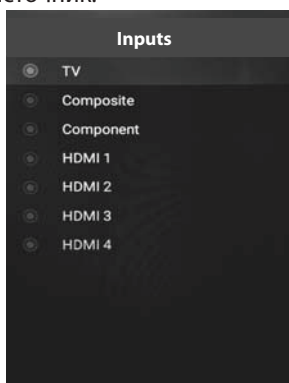 Inputs
TV
Composite
Component
HDMI 1
HDMI 2
HDMI 3
HDMI 4